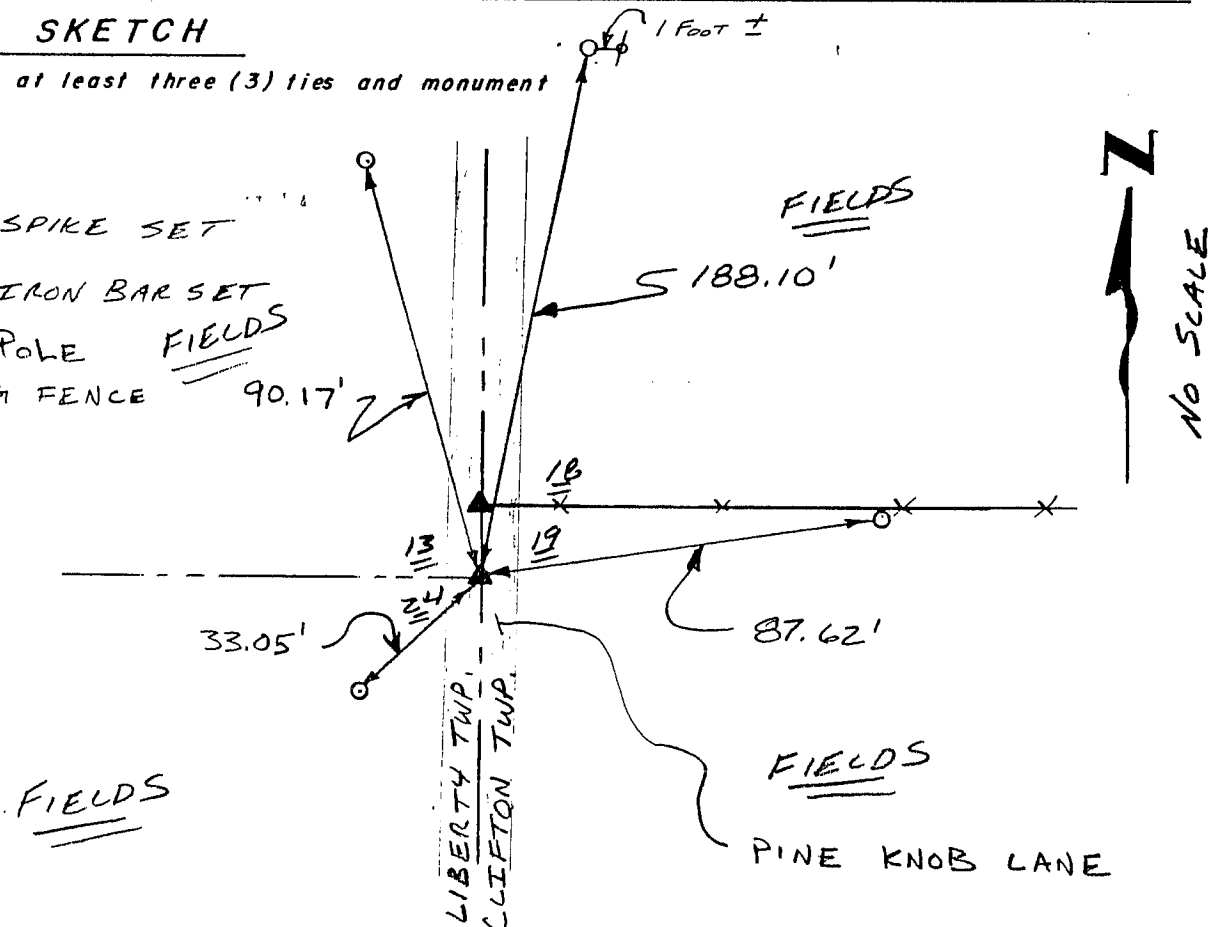 SKETCH
1 FOOT ±
at least three (3) ties and monument
N
SPIKE SET
FIELDS
IRON BAR SET
188.10'
POLE FIELDS
FENCE 90.17'
NO SCALE
18
13 19
24
33.05'
87.62'
LIBERTY TWP.
CLIFTON TWP.
FIELDS
FIELDS
PINE KNOB LANE